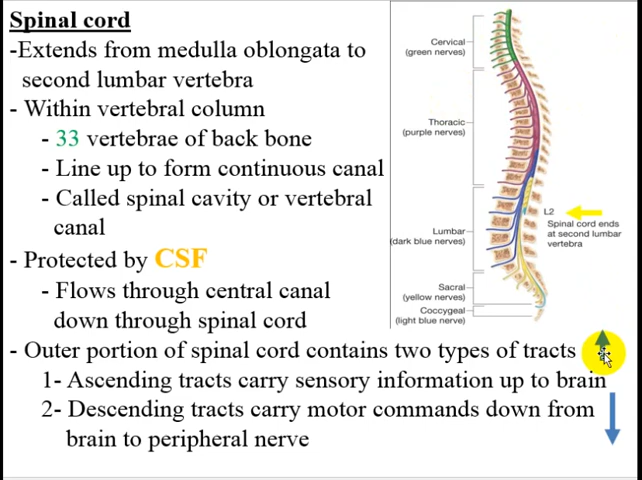 Spinal cord
-Extends from medulla oblongata to
second lumbar vertebra
- Within vertebral column
- 33 vertebrae of back bone
- Line up to form continuous canal
- Called spinal cavity or vertebral
canal
- Protected by CSF
- Flows through central canal
down through spinal cord
- Outer portion of spinal cord contains two types of tracts
1- Ascending tracts carry sensory information up to brain
2- Descending tracts carry motor commands down from
brain to peripheral nerve
Cervical
(green nerves)
Thoracic
(purple nerves)
L2
Spinal cord ends
at second lumbar
vertebra
Lumbar
(dark blue nerves)
Sacral
(yellow nerves)
Coccygeal
(light blue nerve)